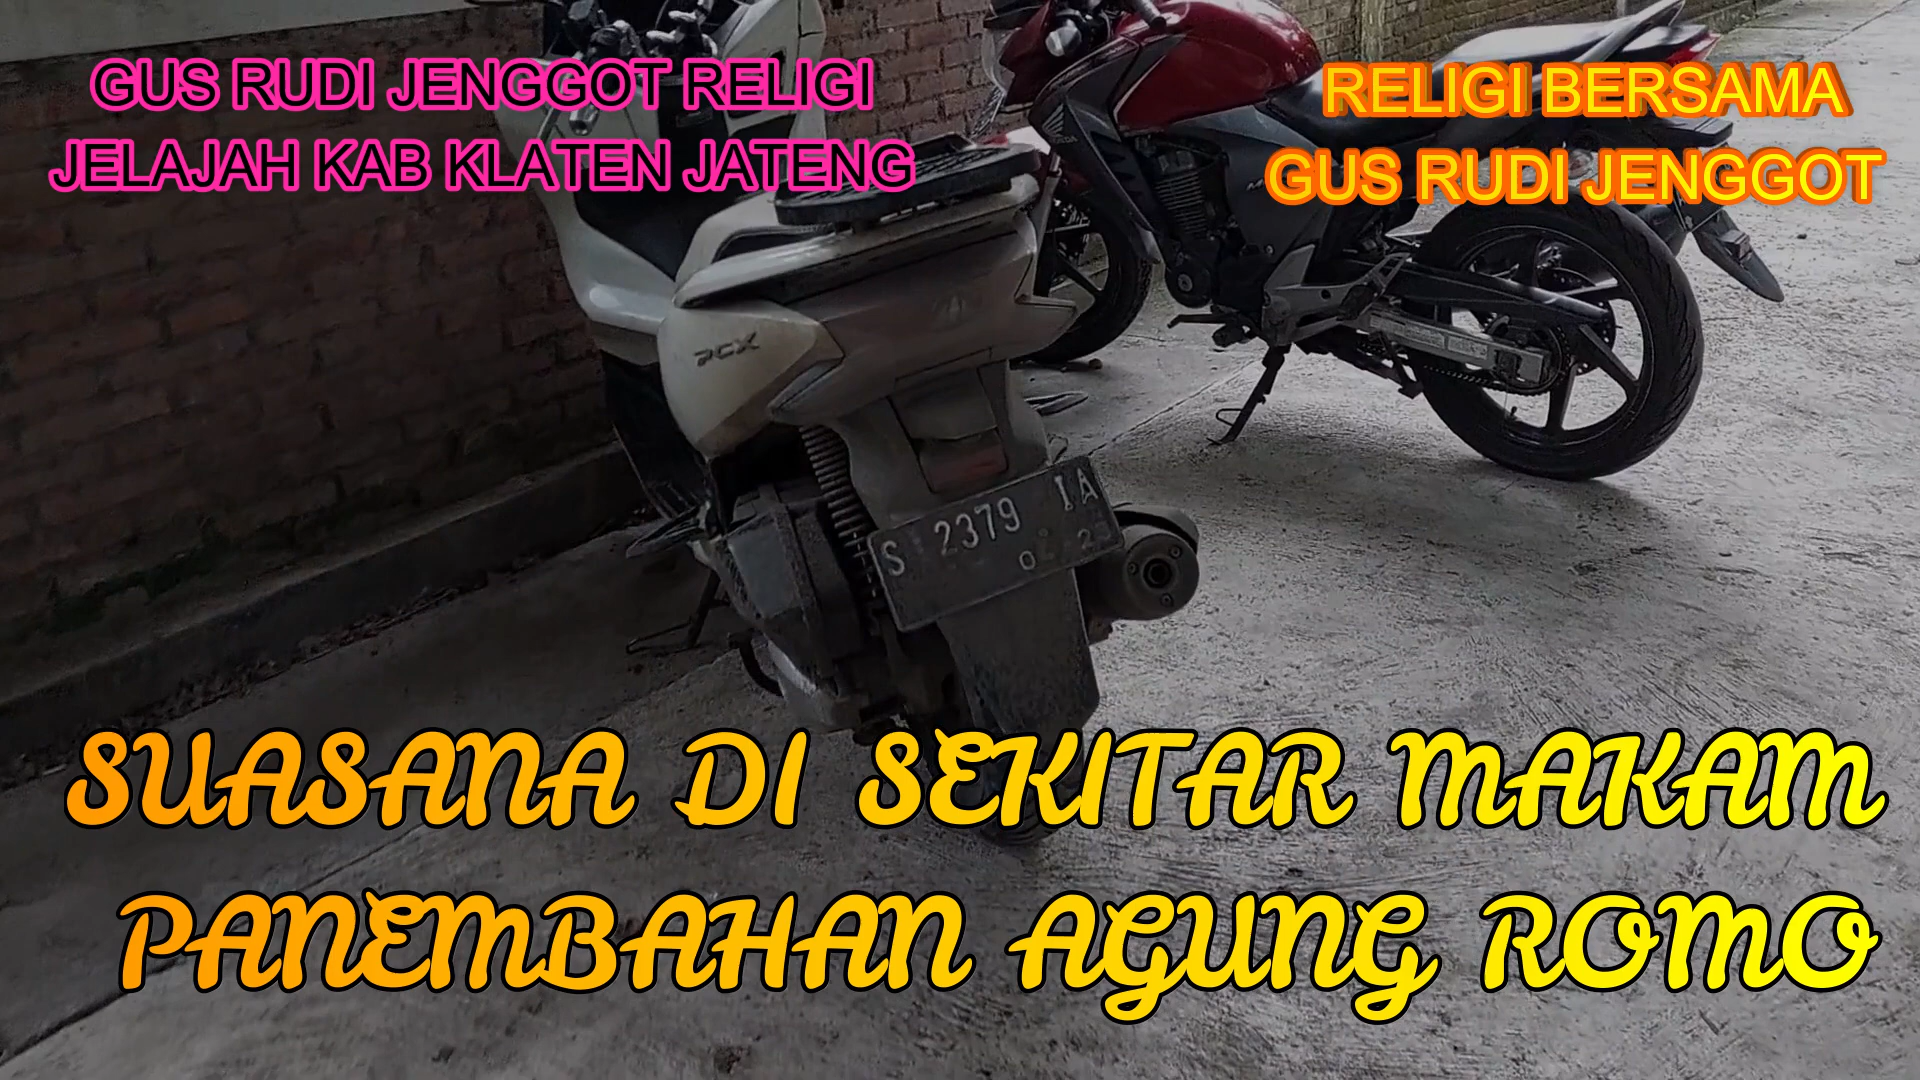 GUS RUDI JENGGOT RELIGI
JELAJAH KAB KLATEN JATENG
RELIGI BERSAMA
GUS RUDI JENGGOT
HONDA
PCX
S 2379 IA
SUASANA DI SEKITAR MAKAM
PANEMBAHAN AGUNG ROMO